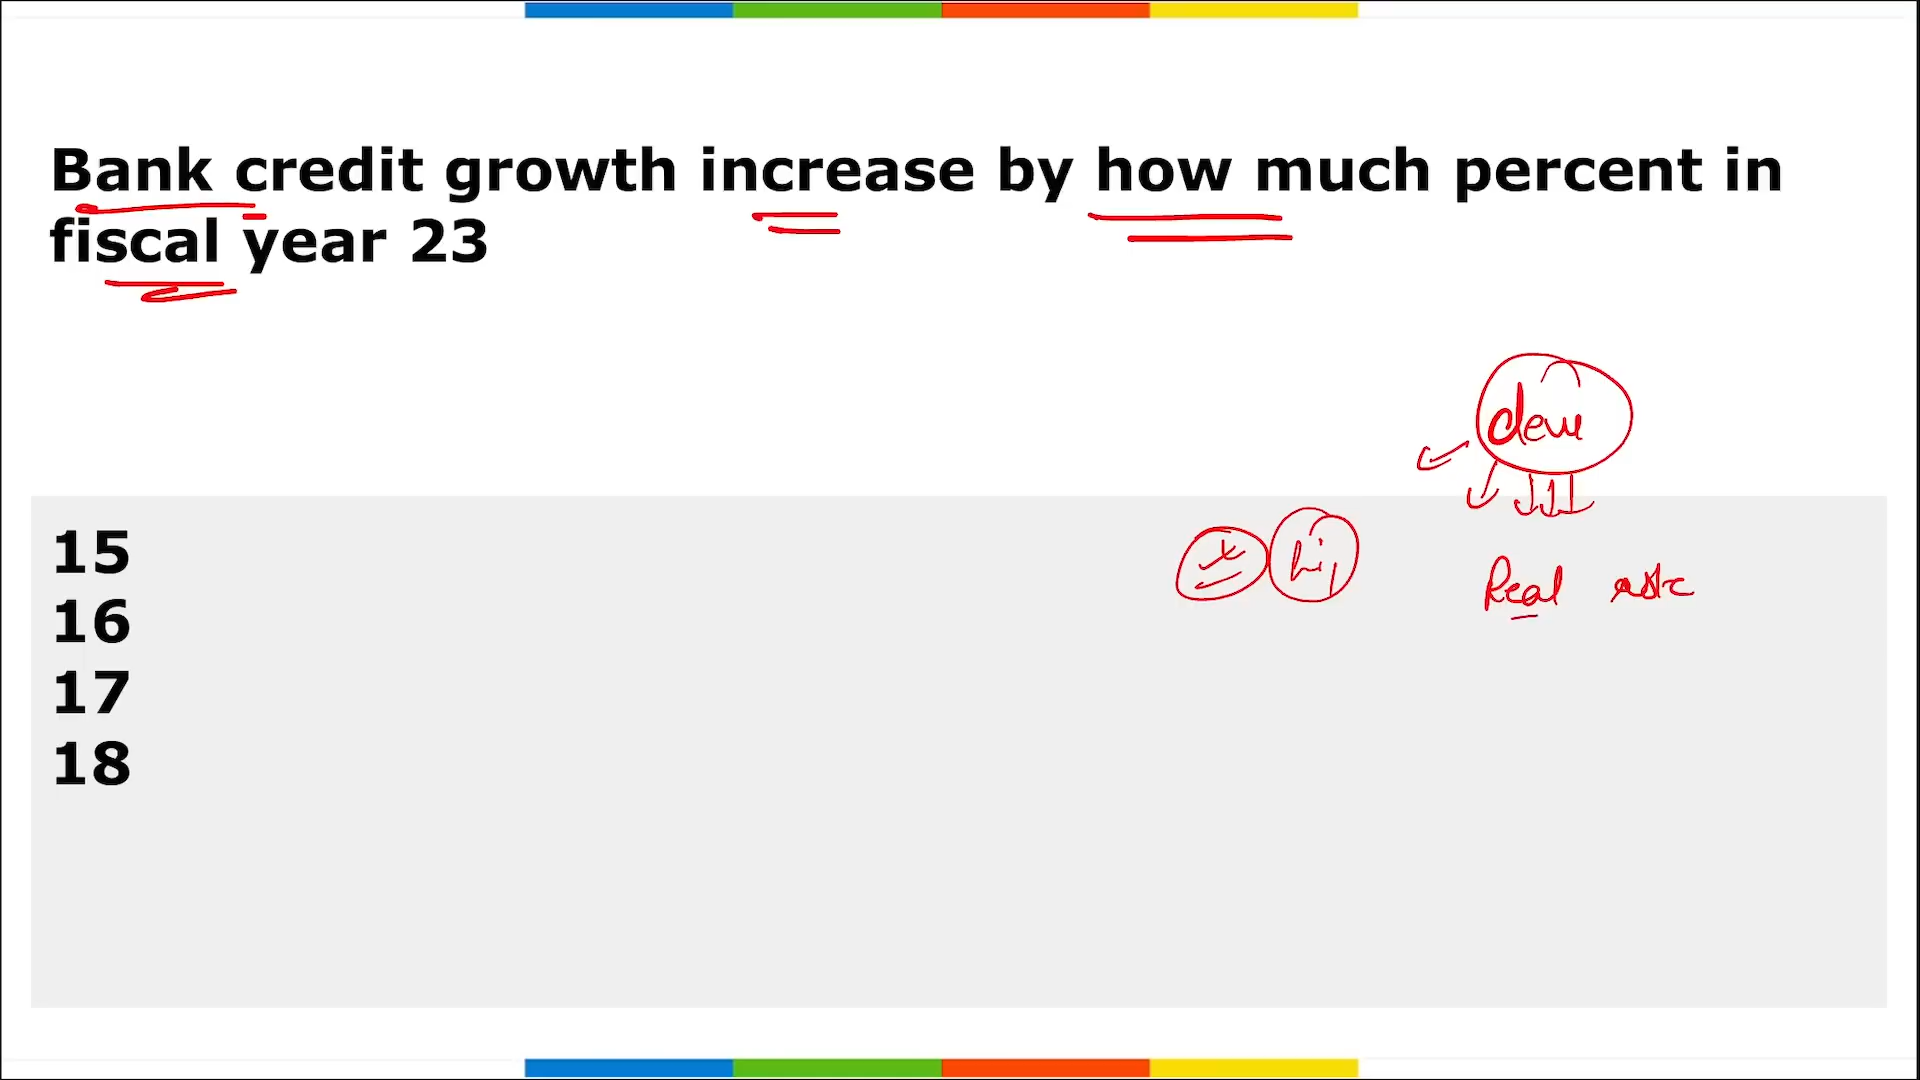 Bank credit growth increase by how much percent in
fiscal year 23
15
16
17
18
Real